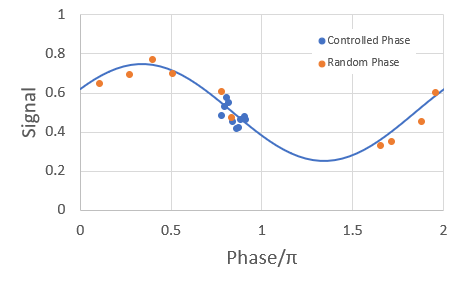 1
0.8
0.6
0.4
0.2
0
Signal
Controlled Phase
Random Phase
0
0.5
1
1.5
2
Phase/π